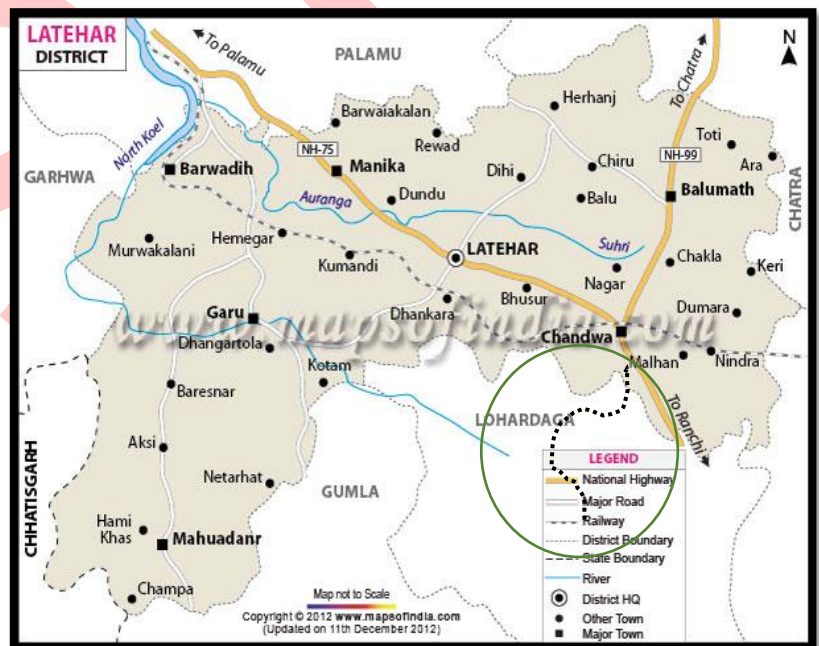 LATEHAR
DISTRICT
To Palamu
PALAMU
To Chatra
N
Herhanj
Barwaiakalan
Rewad
Toti
Ara
North Koel
NH-75
NH-99
GARHWA
Barwadih
Manika
Dihi
Chiru
Balumath
CHATRA
Auranga
Dundu
Balu
Murwakalani
Hemegar
Kumandi
LATEHAR
Suhri
Nagar
Chakla
Keri
Bhusur
Dhankara
Dumara
Garu
www.mapsofindia.com
Chandwa
Dhangartola
Kotam
Malhan
Nindra
Baresnar
LOHARDAGA
To Ranchi
Aksi
Netarhat
GUMLA
CHHATISGARH
Hami
Khas
Mahuadanr
Champa
LEGEND
National Highway
Major Road
Railway
District Boundary
State Boundary
River
District HQ
Other Town
Major Town
Map not to Scale
Copyright © 2012 www.mapsofindia.com
(Updated on 11th December 2012)